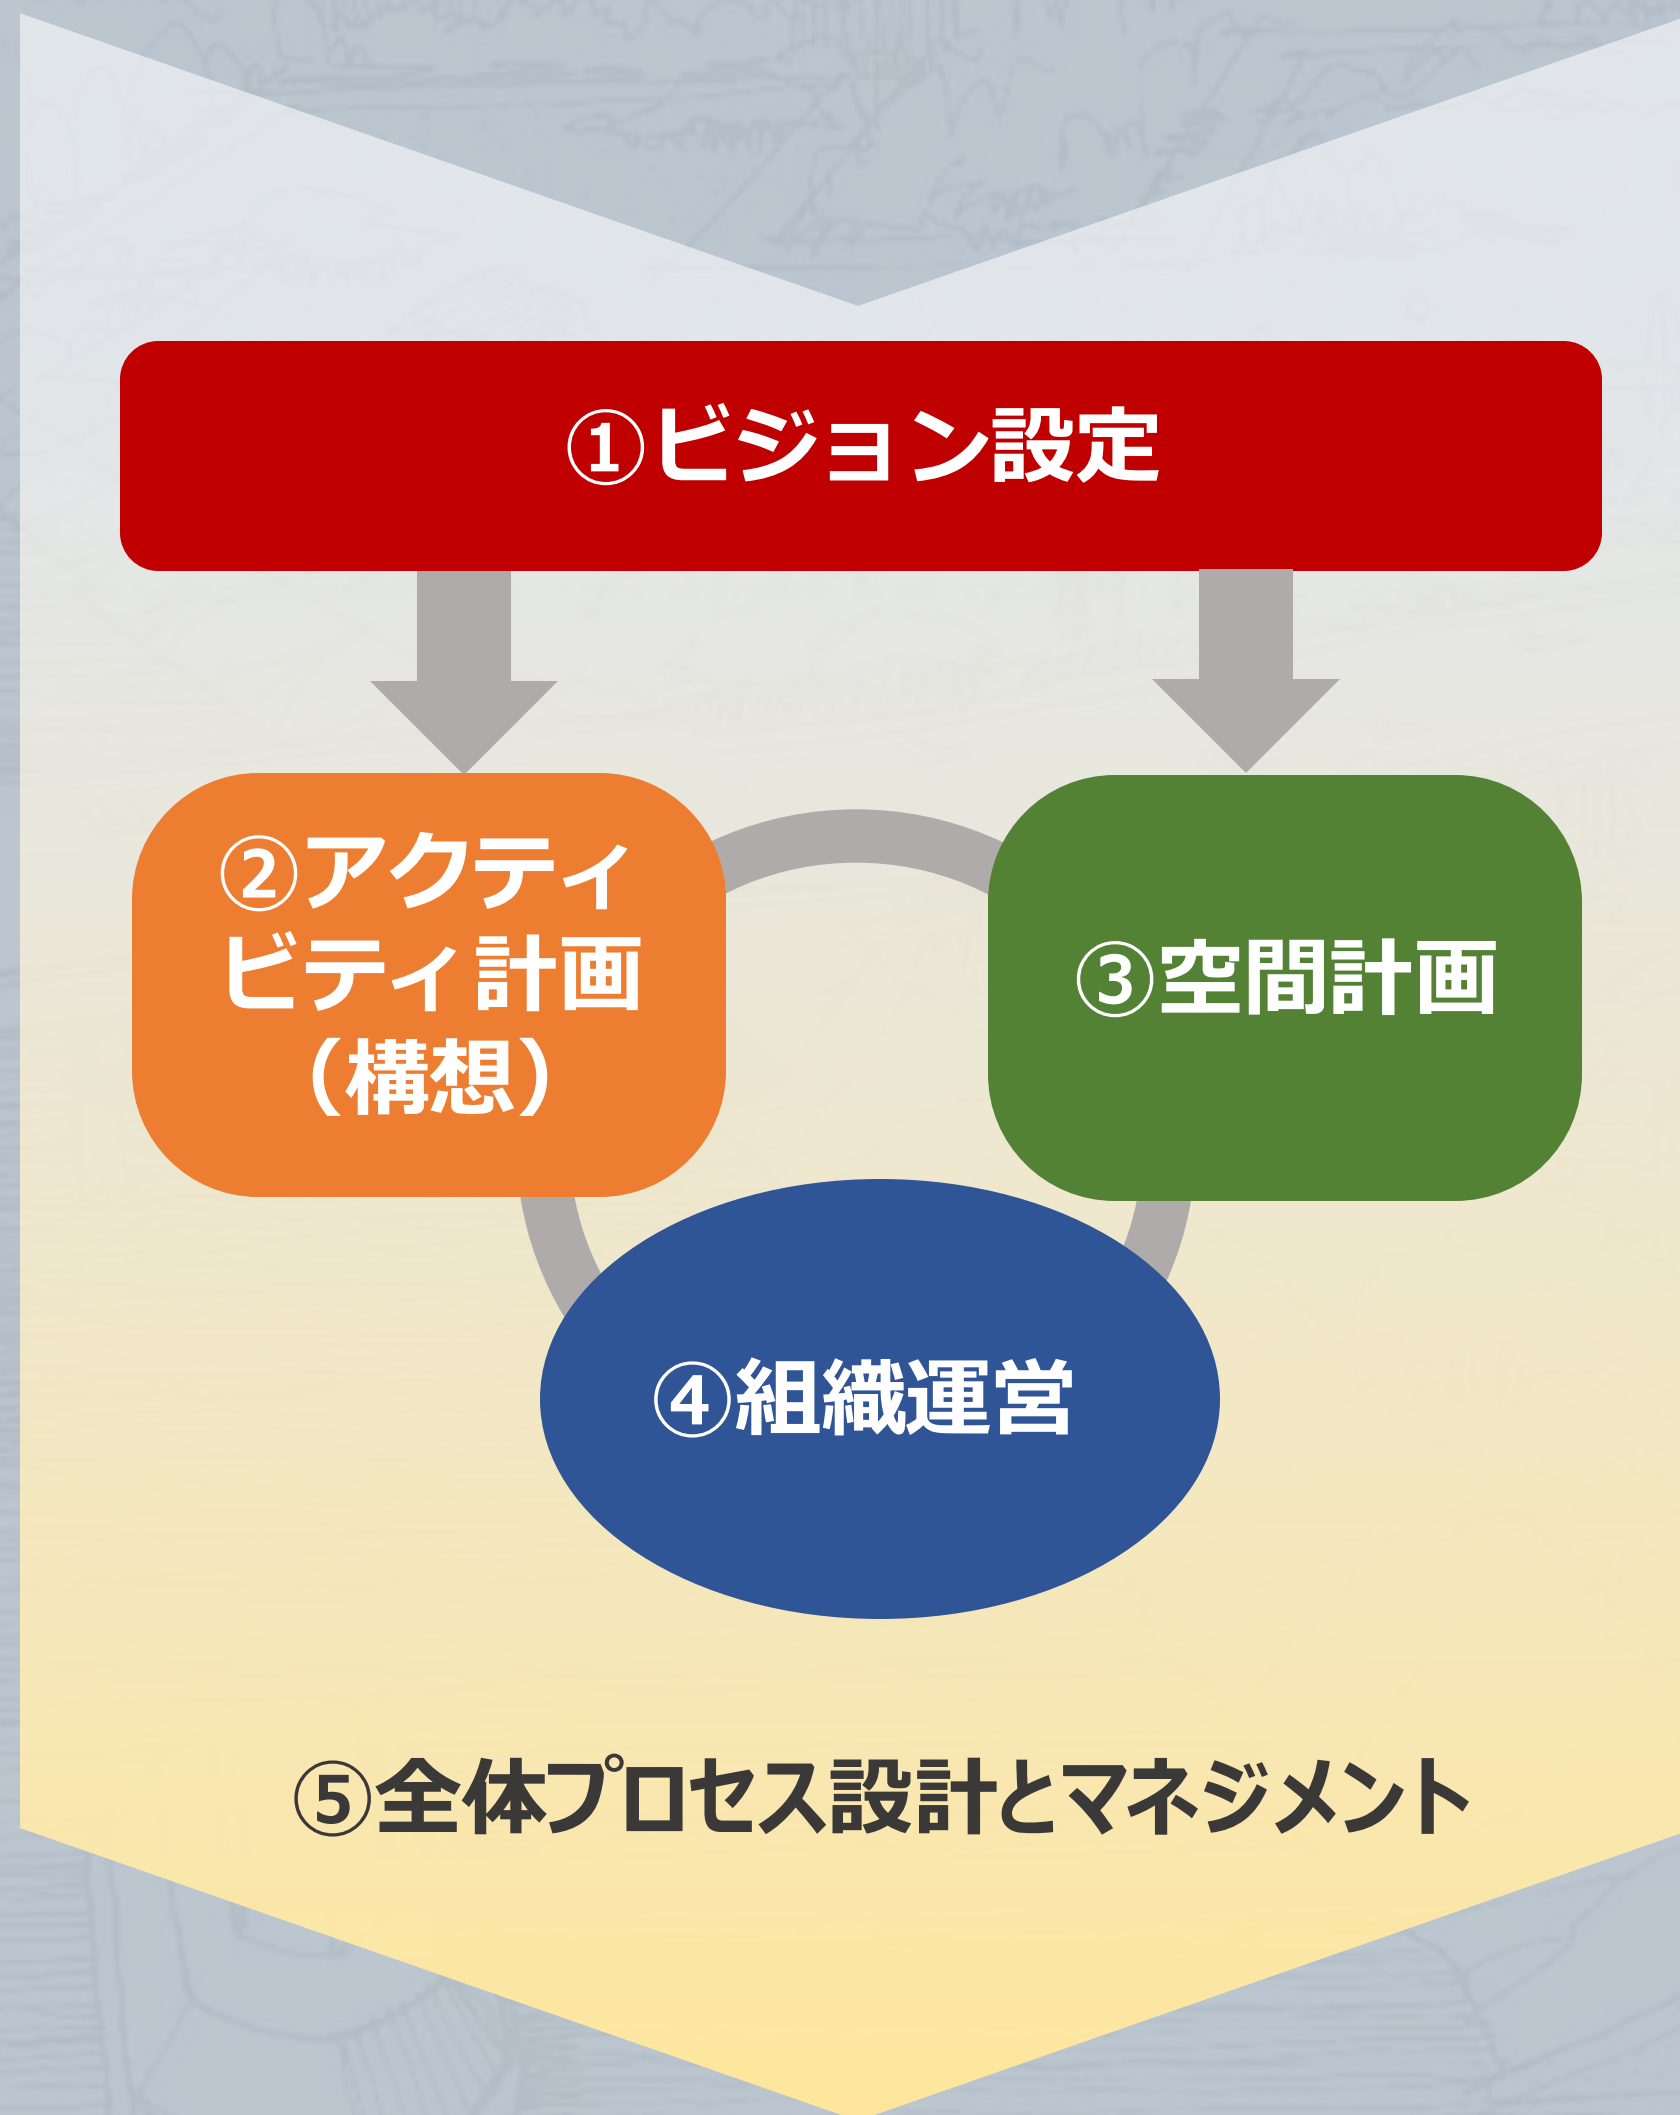 ①ビジョン設定
②アクティ
ビティ計画
（構想）
③空間計画
④組織運営
⑤全体プロセス設計とマネジメント